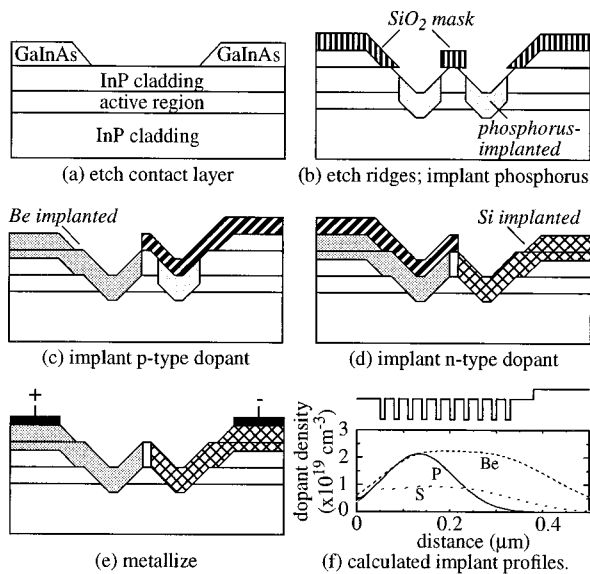 GaInAs
GaInAs
InP cladding
active region
InP cladding
(a) etch contact layer
SiO2 mask
phosphorus-
implanted
(b) etch ridges; implant phosphorus
Be implanted
(c) implant p-type dopant
Si implanted
(d) implant n-type dopant
+
-
(e) metallize
dopant density
(x10^19 cm^-3)
3
2
1
0
P
Be
S
0
0.2
0.4
distance (μm)
(f) calculated implant profiles.